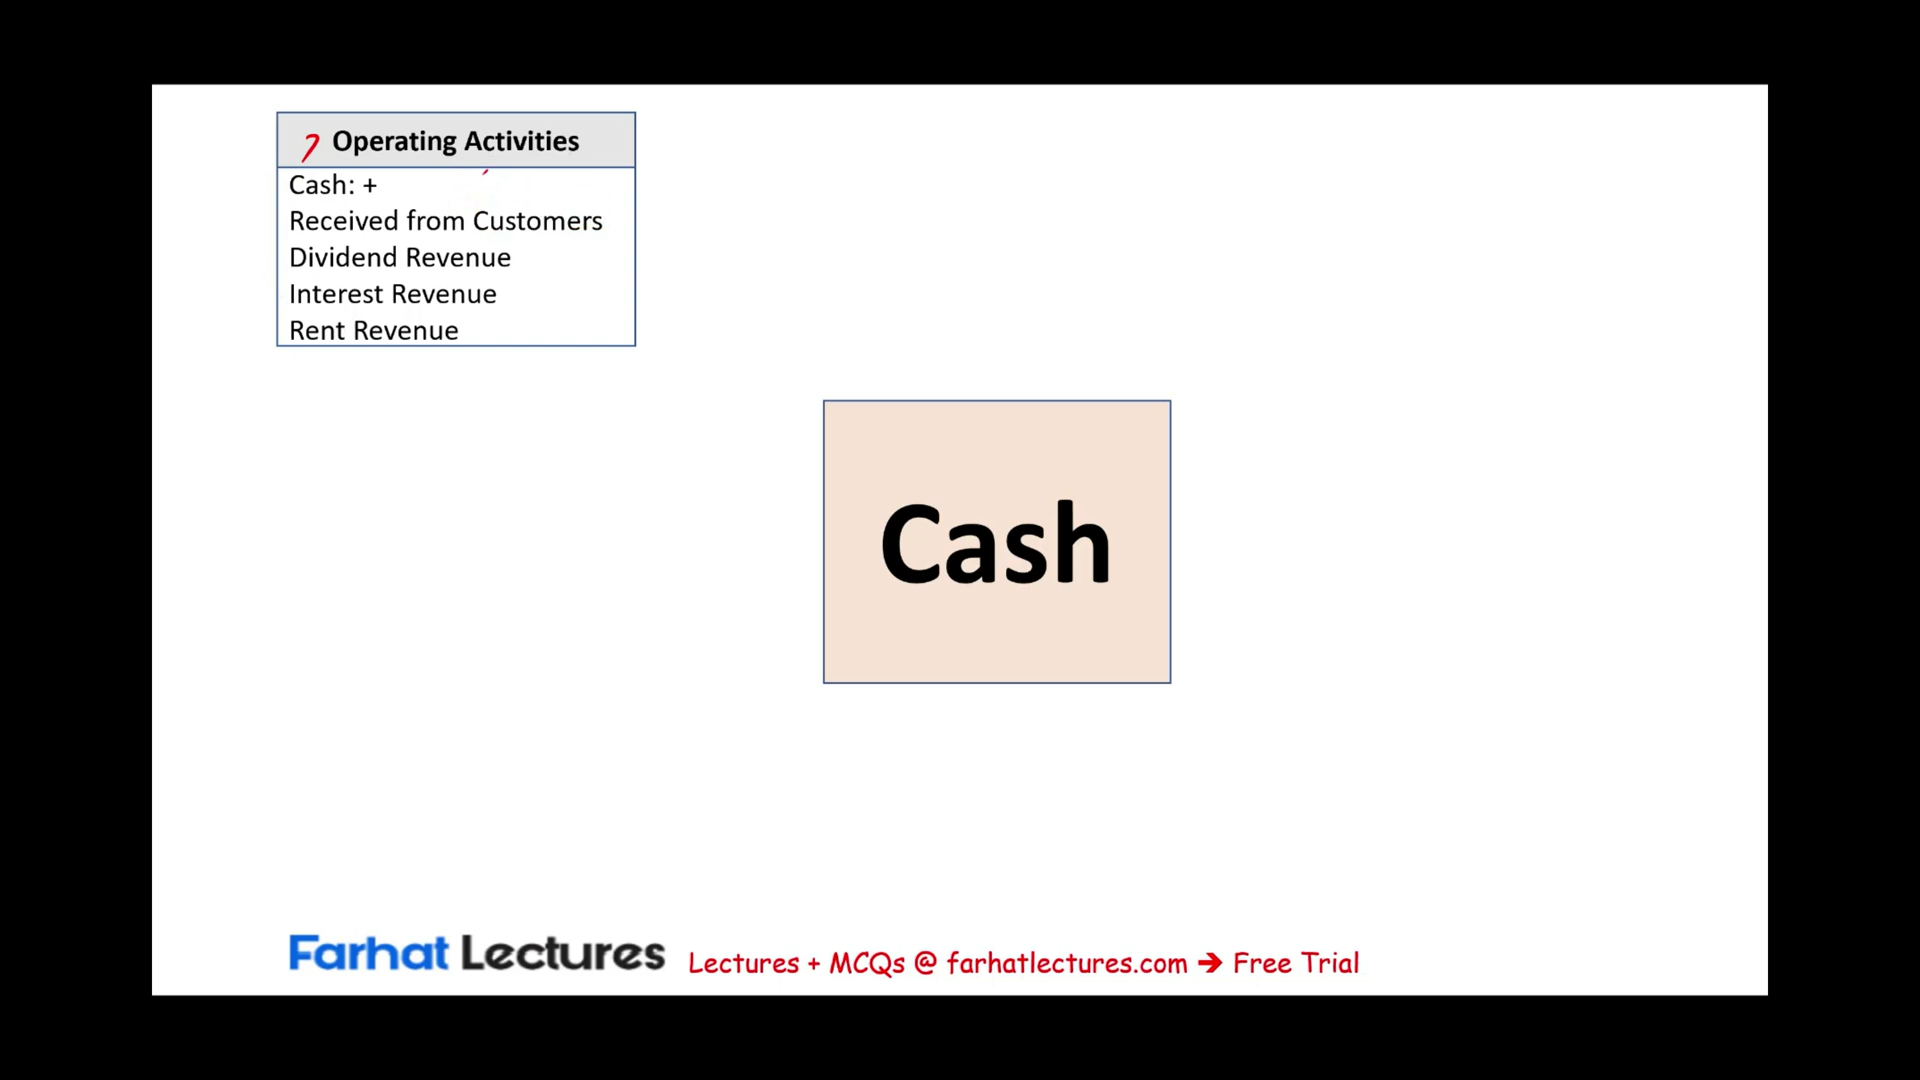 Operating Activities
Cash: +
Received from Customers
Dividend Revenue
Interest Revenue
Rent Revenue
Cash
Farhat Lectures
Lectures + MCQs @ farhatlectures.com ➔ Free Trial